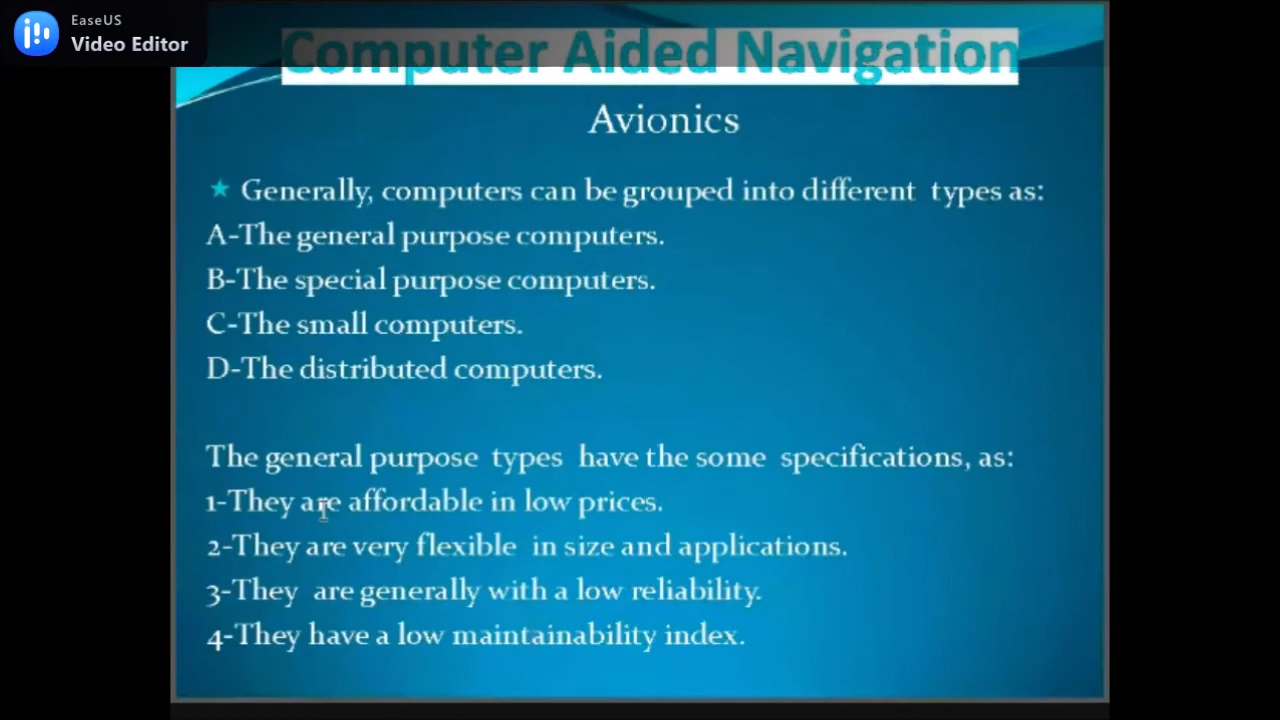 EaseUS
Video Editor
Computer Aided Navigation
Avionics
★ Generally, computers can be grouped into different types as:
A-The general purpose computers.
B-The special purpose computers.
C-The small computers.
D-The distributed computers.
The general purpose types have the some specifications, as:
1-They are affordable in low prices.
2-They are very flexible in size and applications.
3-They are generally with a low reliability.
4-They have a low maintainability index.